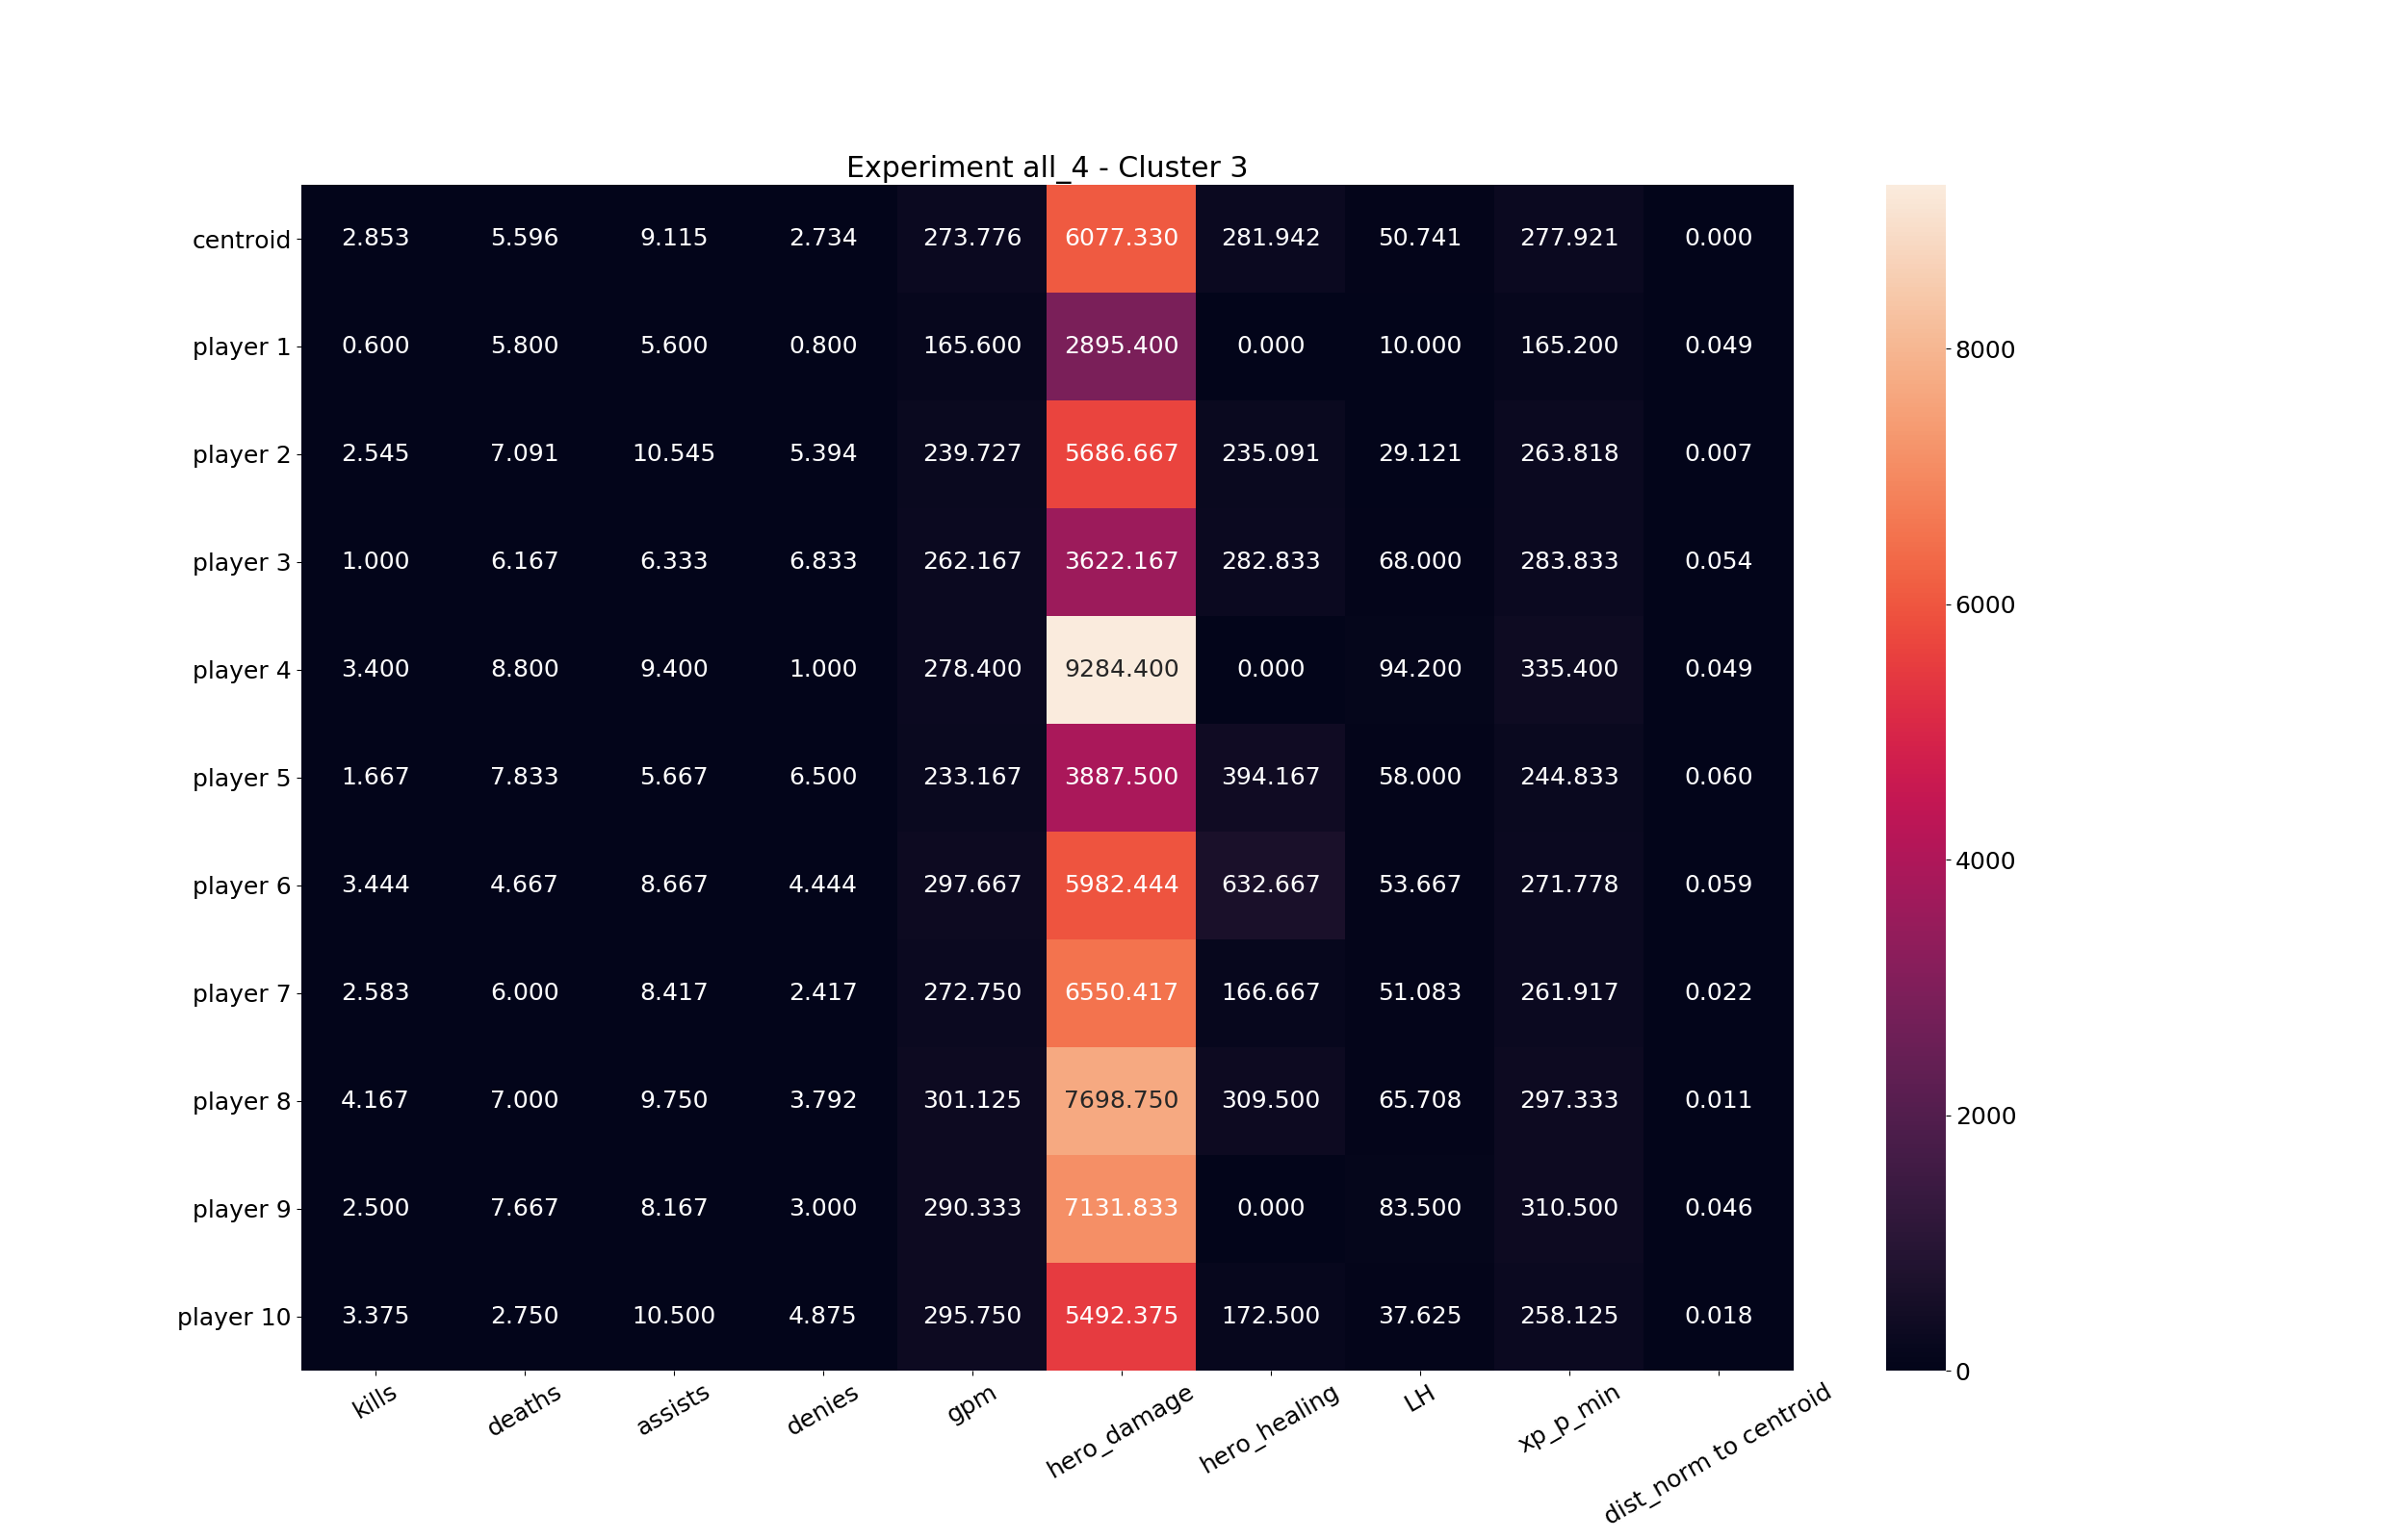 Experiment all_4 - Cluster 3
centroid 2.853 5.596 9.115 2.734 273.776 6077.330 281.942 50.741 277.921 0.000
player 1 0.600 5.800 5.600 0.800 165.600 2895.400 0.000 10.000 165.200 0.049
8000
player 2 2.545 7.091 10.545 5.394 239.727 5686.667 235.091 29.121 263.818 0.007
player 3 1.000 6.167 6.333 6.833 262.167 3622.167 282.833 68.000 283.833 0.054
6000
player 4 3.400 8.800 9.400 1.000 278.400 9284.400 0.000 94.200 335.400 0.049
player 5 1.667 7.833 5.667 6.500 233.167 3887.500 394.167 58.000 244.833 0.060
4000
player 6 3.444 4.667 8.667 4.444 297.667 5982.444 632.667 53.667 271.778 0.059
player 7 2.583 6.000 8.417 2.417 272.750 6550.417 166.667 51.083 261.917 0.022
player 8 4.167 7.000 9.750 3.792 301.125 7698.750 309.500 65.708 297.333 0.011
2000
player 9 2.500 7.667 8.167 3.000 290.333 7131.833 0.000 83.500 310.500 0.046
player 10 3.375 2.750 10.500 4.875 295.750 5492.375 172.500 37.625 258.125 0.018
0
kills deaths assists denies gpm hero_damage hero_healing LH xp_p_min dist_norm to centroid